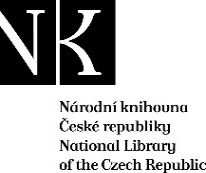 NK
Národní knihovna
České republiky
National Library
of the Czech Republic